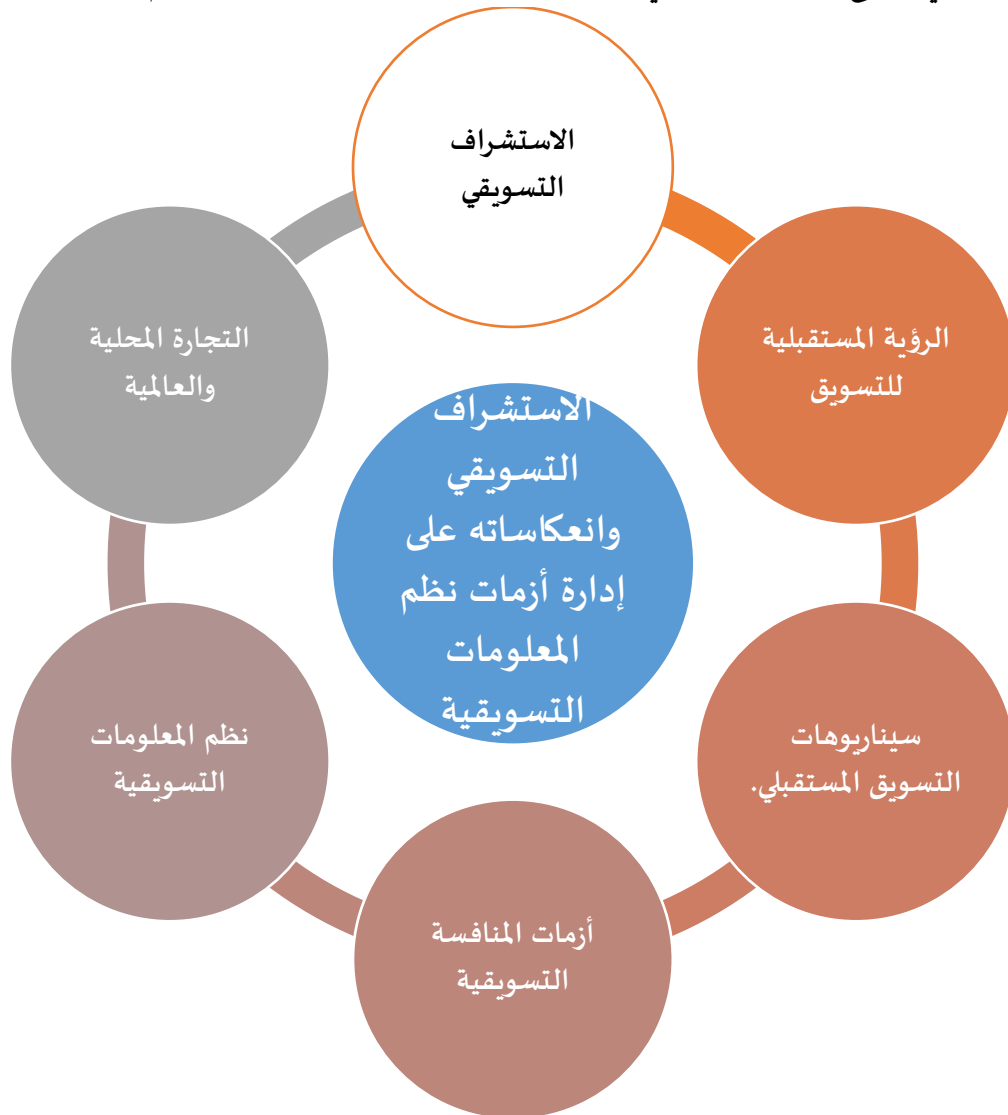 الاستشراف
التسويقي
الرؤية المستقبلية
للتسويق
سيناريوهات
التسويق المستقبلي.
أزمات المنافسة
التسويقية
نظم المعلومات
التسويقية
التجارة المحلية
والعالمية
الاستشراف
التسويقي
وانعكاساته على
إدارة أزمات نظم
المعلومات
التسويقية